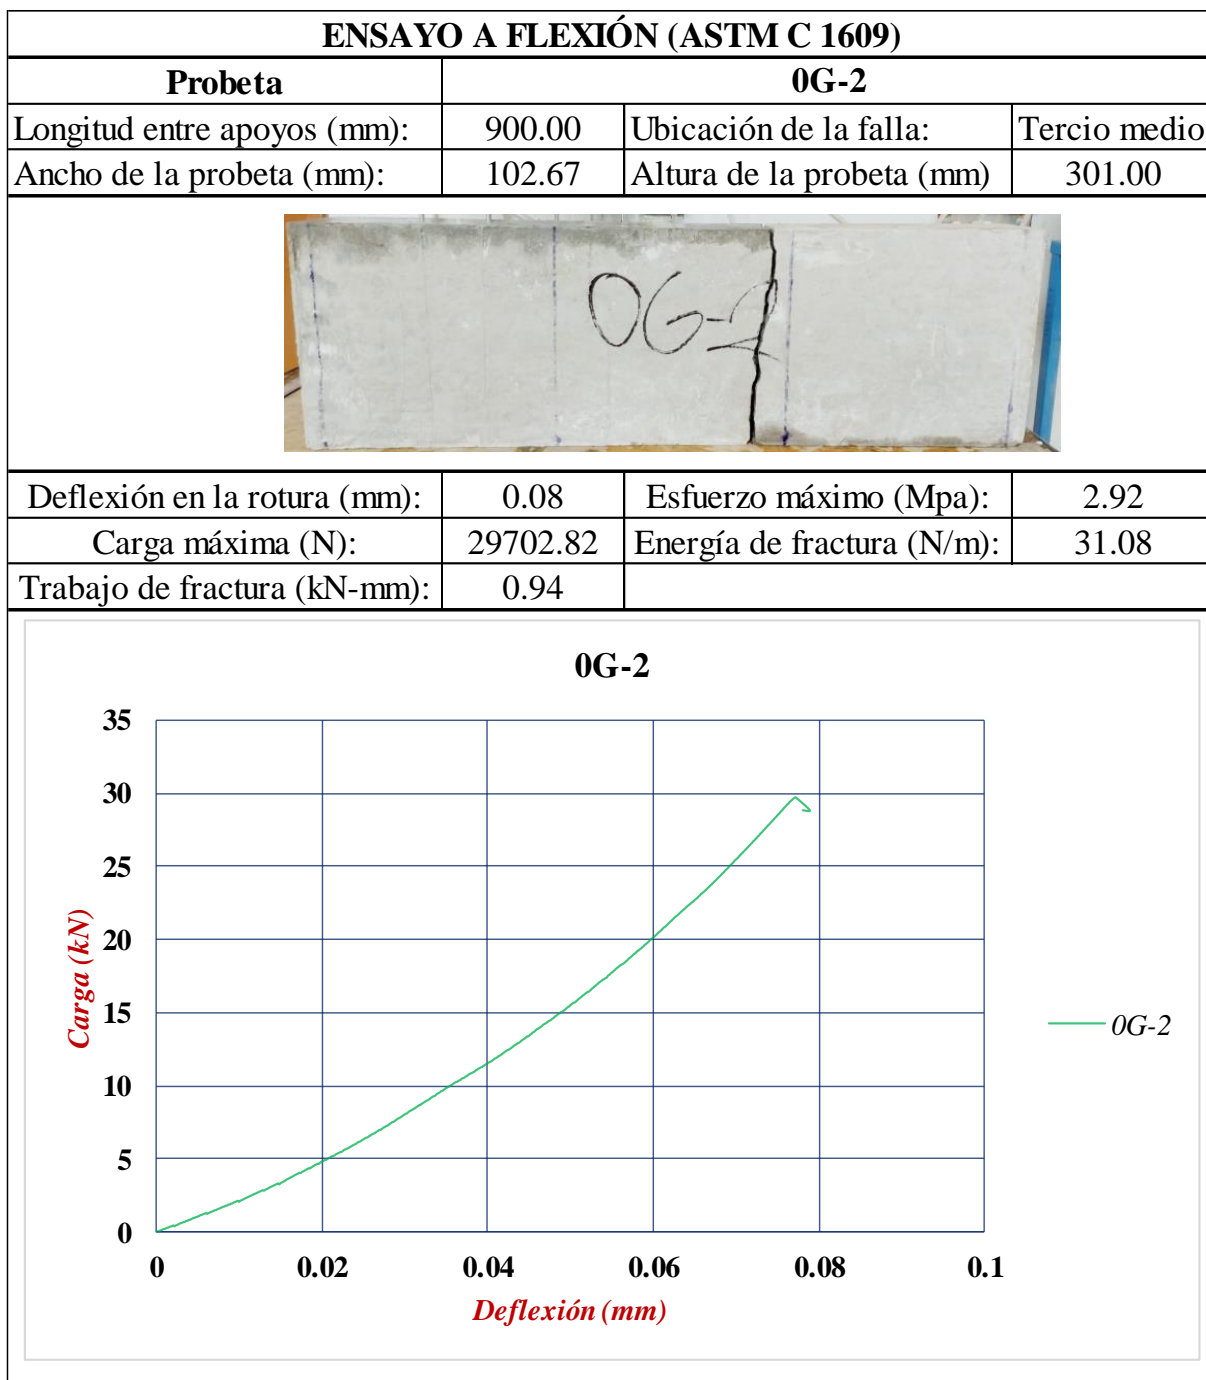 ENSAYO A FLEXIÓN (ASTM C 1609)
Probeta 0G-2
Longitud entre apoyos (mm): 900.00 Ubicación de la falla: Tercio medio
Ancho de la probeta (mm): 102.67 Altura de la probeta (mm) 301.00
OG-2
Deflexión en la rotura (mm): 0.08 Esfuerzo máximo (Mpa): 2.92
Carga máxima (N): 29702.82 Energía de fractura (N/m): 31.08
Trabajo de fractura (kN-mm): 0.94
0G-2
35
30
25
20
15
10
5
0
Carga (kN)
0 0.02 0.04 0.06 0.08 0.1
Deflexión (mm)
0G-2